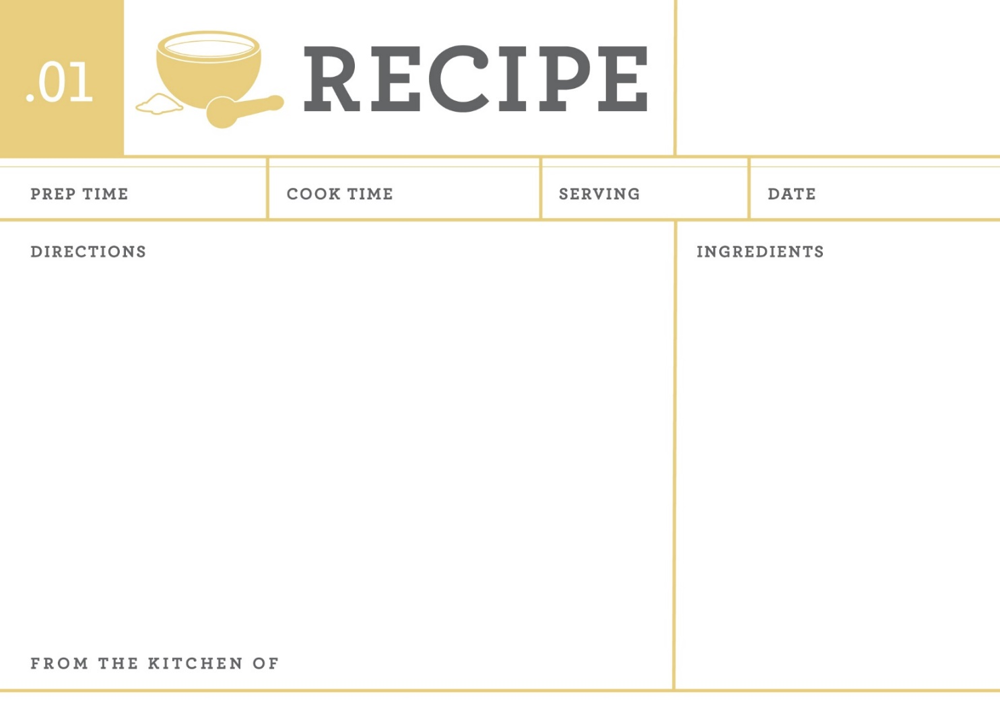 .01
RECIPE
PREP TIME
COOK TIME
SERVING
DATE
DIRECTIONS
INGREDIENTS
FROM THE KITCHEN OF